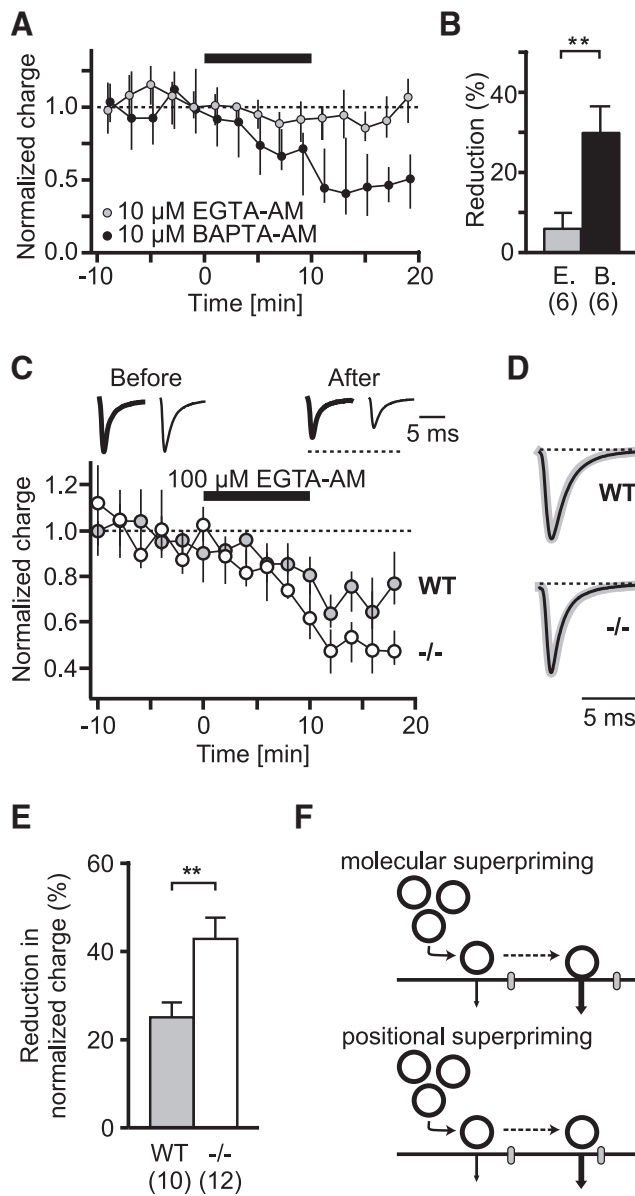 A
Normalized charge
1.0
0.5
0.0
10 µM EGTA-AM
10 µM BAPTA-AM
-10
0
10
20
Time [min]
B
**
Reduction (%)
40
20
0
E.
B.
(6)
(6)
C
Before
After
5 ms
100 µM EGTA-AM
Normalized charge
1.2
1.0
0.8
0.6
0.4
WT
-/-
-10
0
10
20
Time [min]
D
WT
-/-
5 ms
E
**
Reduction in
normalized charge (%)
60
40
20
0
WT
-/-
(10)
(12)
F
molecular superpriming
positional superpriming